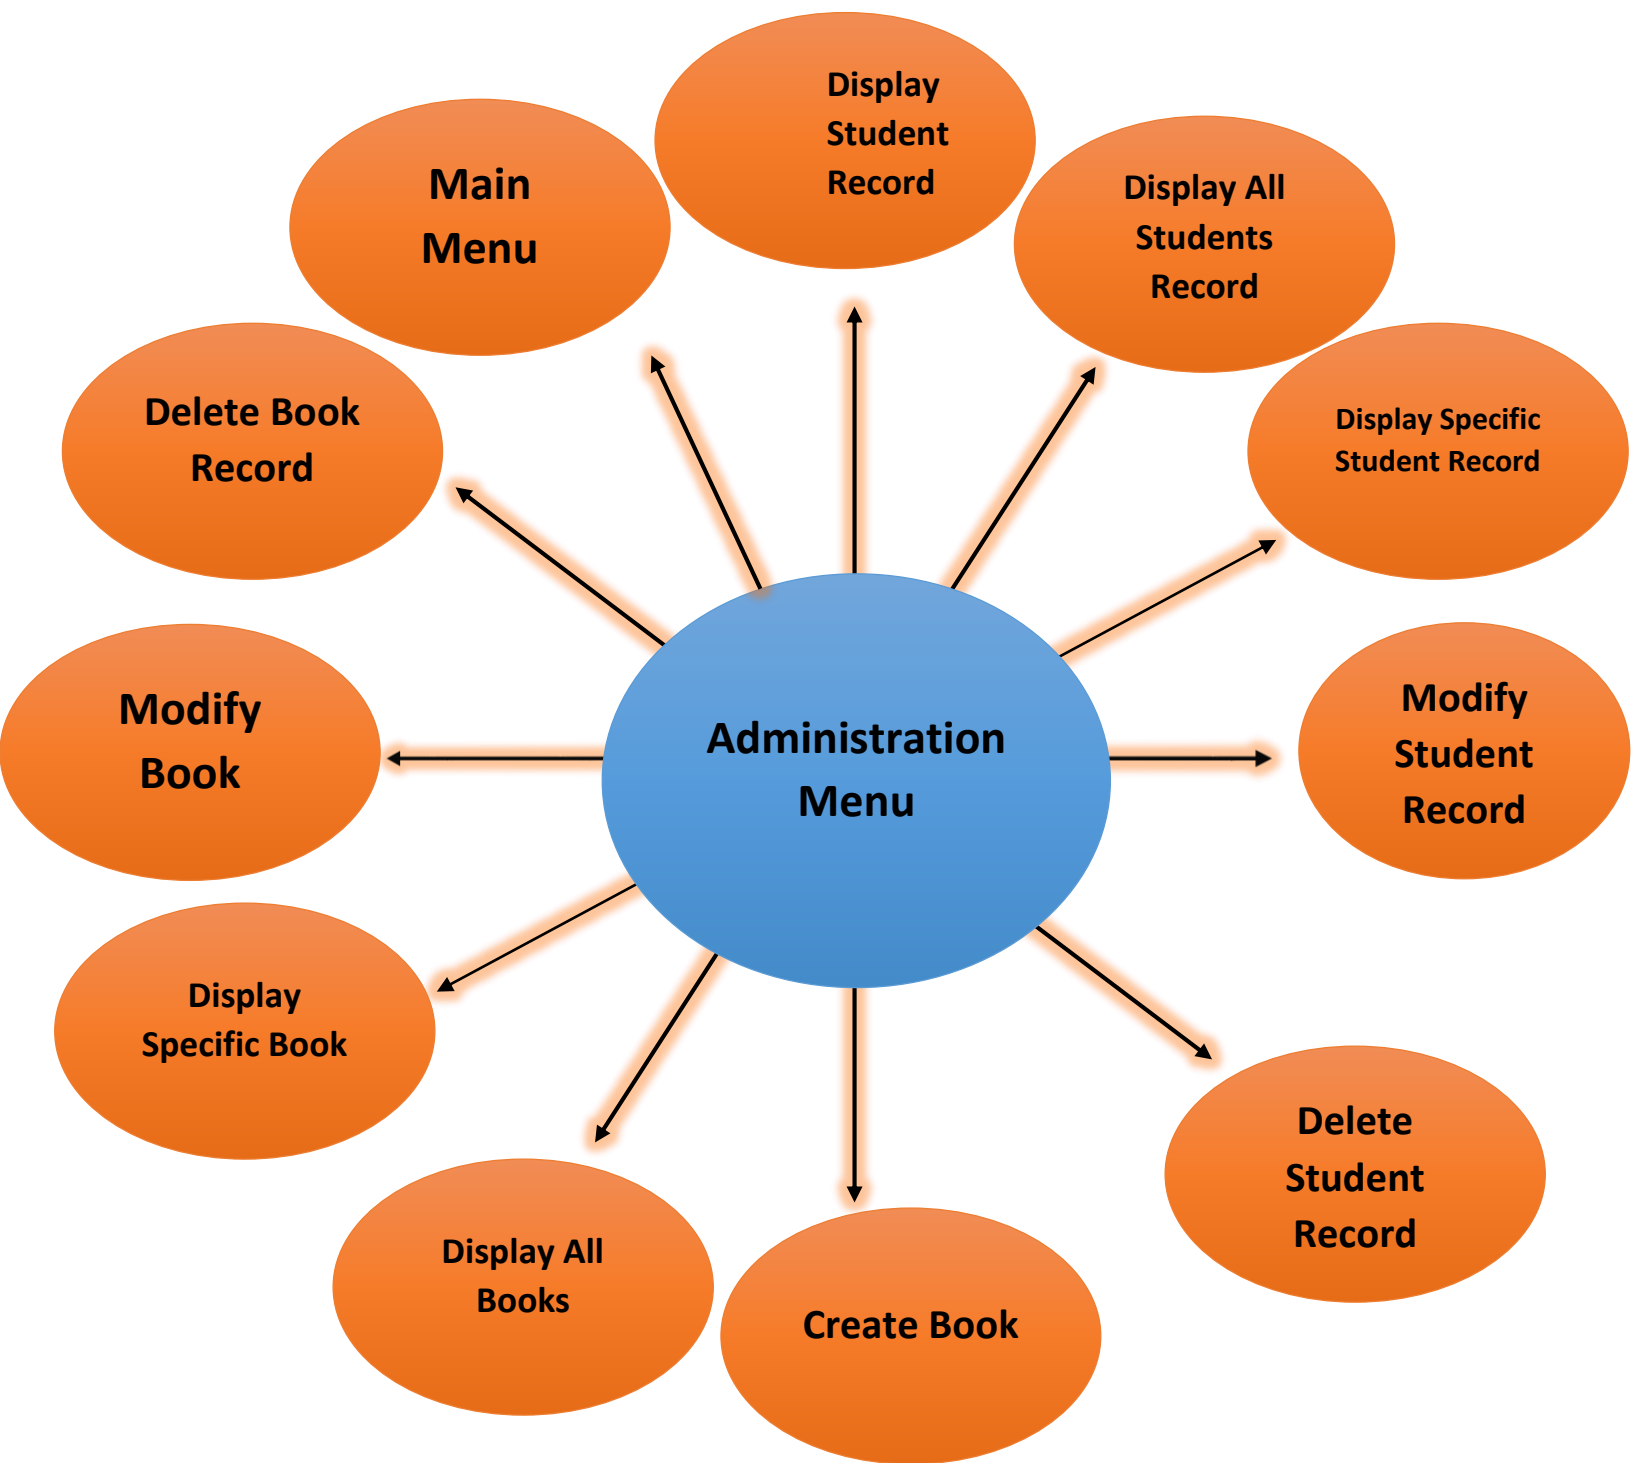 Display
Student
Record
Main
Menu
Display All
Students
Record
Delete Book
Record
Display Specific
Student Record
Modify
Book
Administration
Menu
Modify
Student
Record
Display
Specific Book
Delete
Student
Record
Display All
Books
Create Book